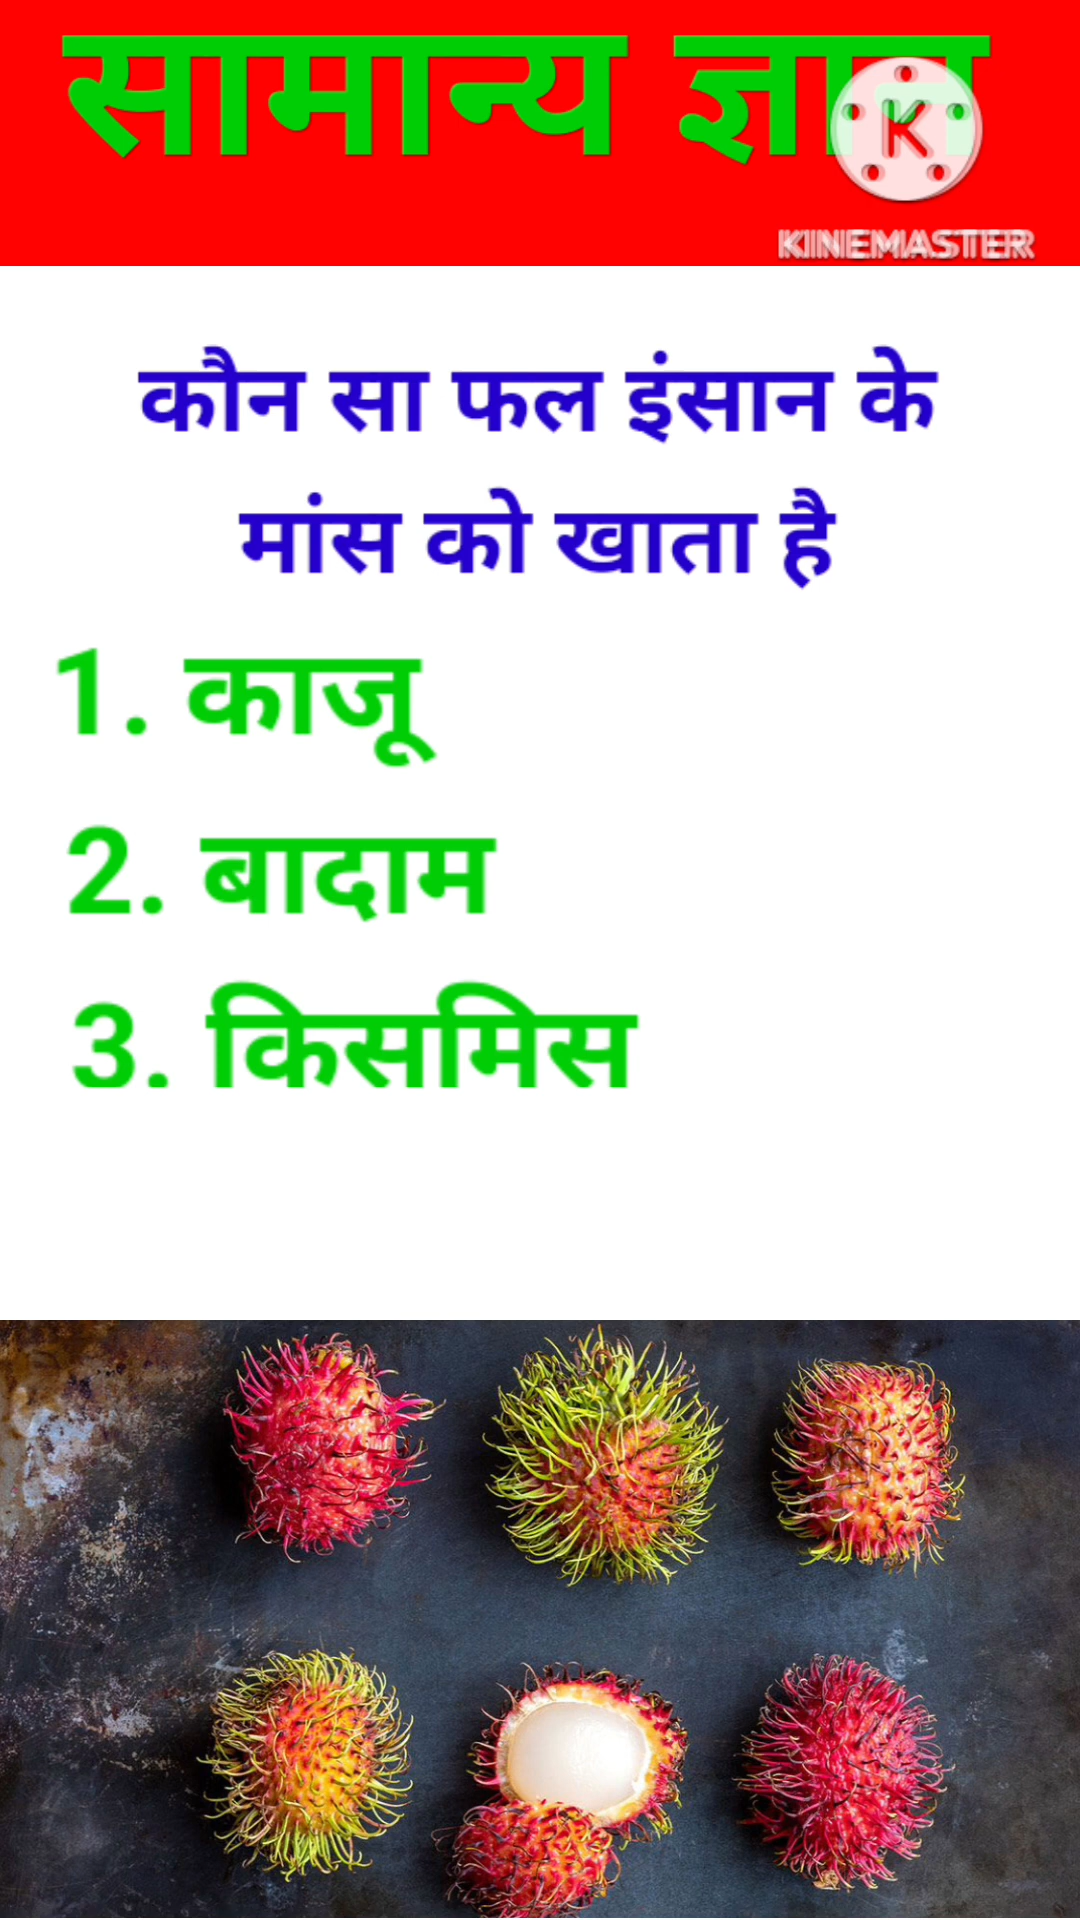 सामान्य ज्ञान
KINEMASTER
कौन सा फल इंसान के
मांस को खाता है
1. काजू
2. बादाम
3. किसमिस